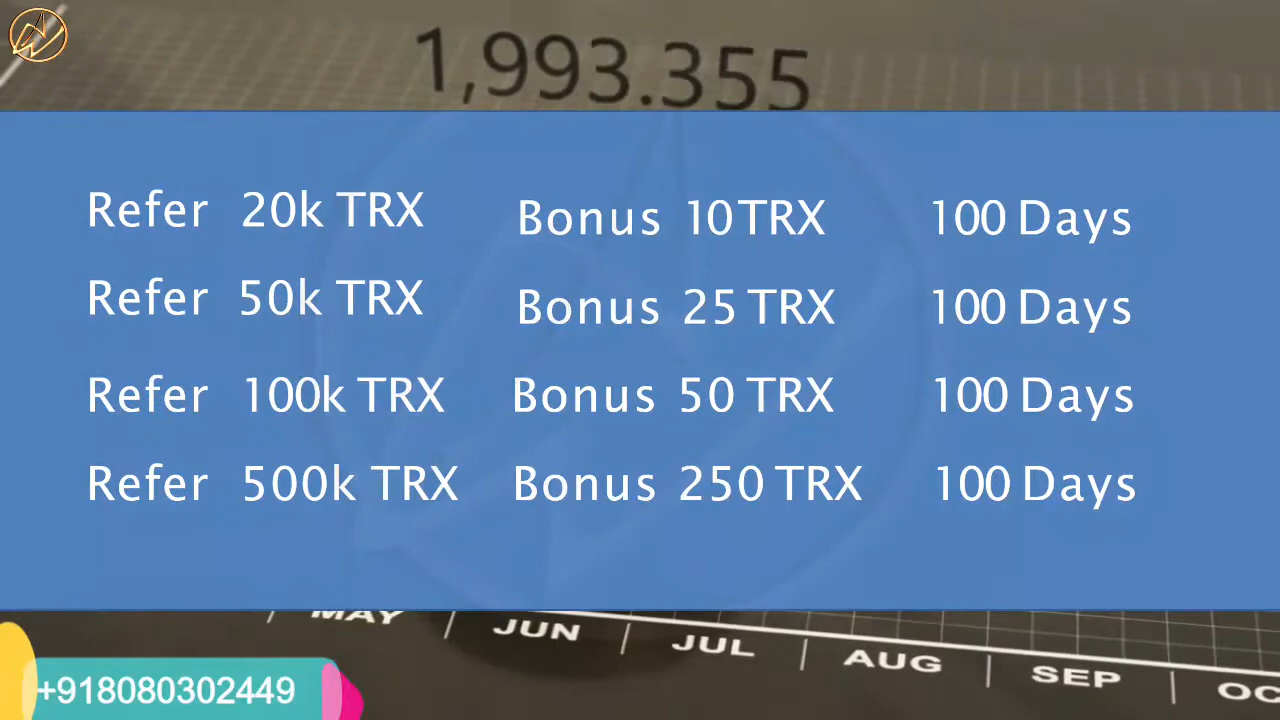 1,993.355
Refer 20k TRX Bonus 10TRX 100 Days
Refer 50k TRX Bonus 25 TRX 100 Days
Refer 100k TRX Bonus 50 TRX 100 Days
Refer 500k TRX Bonus 250 TRX 100 Days
MAY JUN JUL AUG SEP OC
+918080302449